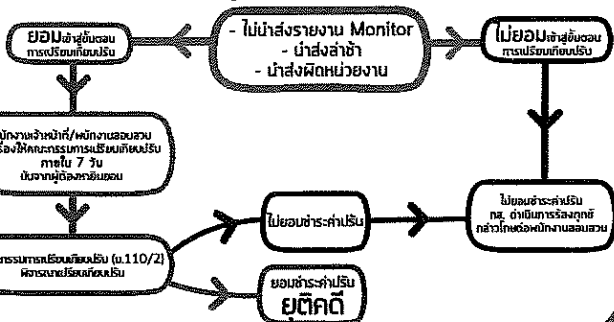 - ไม่นำส่งรายงาน Monitor
- นำส่งล่าช้า
- นำส่งผิดหน่วยงาน
ยอมเข้าสู่ขั้นตอน
การเปรียบเทียบปรับ
ไม่ยอมเข้าสู่ขั้นตอน
การเปรียบเทียบปรับ
นักงานเจ้าหน้าที่/พนักงานสอบสวน
รื่องให้คณะกรรมการเปรียบเทียบปรับ
ภายใน 7 วัน
นับจากผู้ต้องหายินยอม
กรรมการเปรียบเทียบปรับ (ม.110/2)
พิจารณาเปรียบเทียบปรับ
ไม่ยอมชำระค่าปรับ
ไม่ยอมชำระค่าปรับ
กส. ดำเนินการร้องทุกข์
กล่าวโทษต่อพนักงานสอบสวน
ยอมชำระค่าปรับ
ยุติคดี